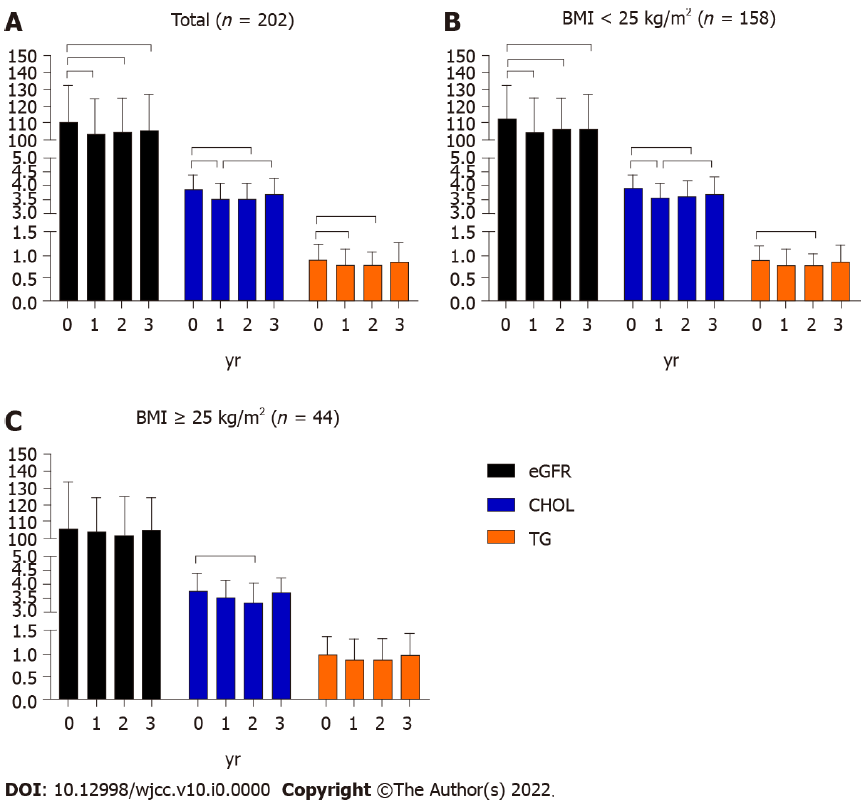 A
Total (n = 202)
150
140
130
120
110
100
5.0
4.5
4.0
3.5
3.0
1.5
1.0
0.5
0.0
0 1 2 3 0 1 2 3 0 1 2 3
yr
B
BMI < 25 kg/m² (n = 158)
150
140
130
120
110
100
5.0
4.5
4.0
3.5
3.0
1.5
1.0
0.5
0.0
0 1 2 3 0 1 2 3 0 1 2 3
yr
C
BMI ≥ 25 kg/m² (n = 44)
150
140
130
120
110
100
5.0
4.5
4.0
3.5
3.0
1.5
1.0
0.5
0.0
0 1 2 3 0 1 2 3 0 1 2 3
yr
eGFR
CHOL
TG
DOI: 10.12998/wjcc.v10.i0.0000 Copyright ©The Author(s) 2022.